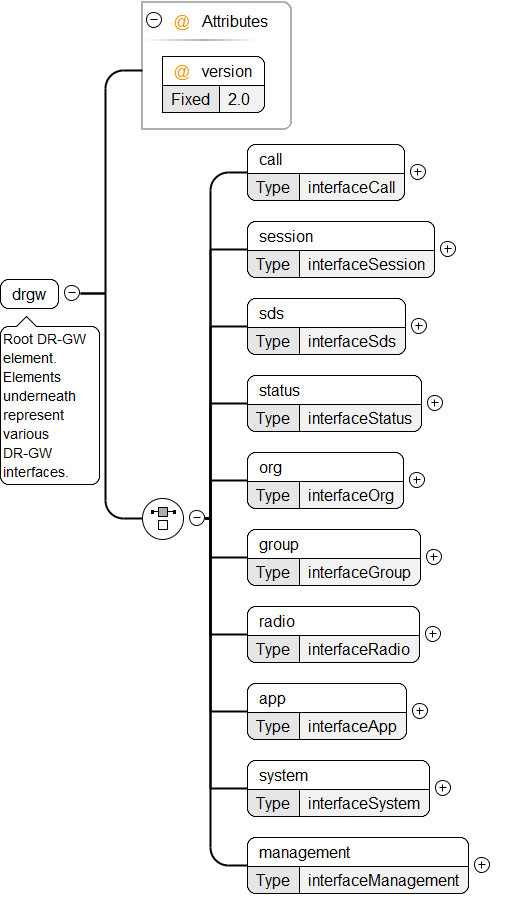 @ Attributes
@ version
Fixed 2.0
drgw
Root DR-GW
element.
Elements
underneath
represent
various
DR-GW
interfaces.
call
Type interfaceCall
session
Type interfaceSession
sds
Type interfaceSds
status
Type interfaceStatus
org
Type interfaceOrg
group
Type interfaceGroup
radio
Type interfaceRadio
app
Type interfaceApp
system
Type interfaceSystem
management
Type interfaceManagement